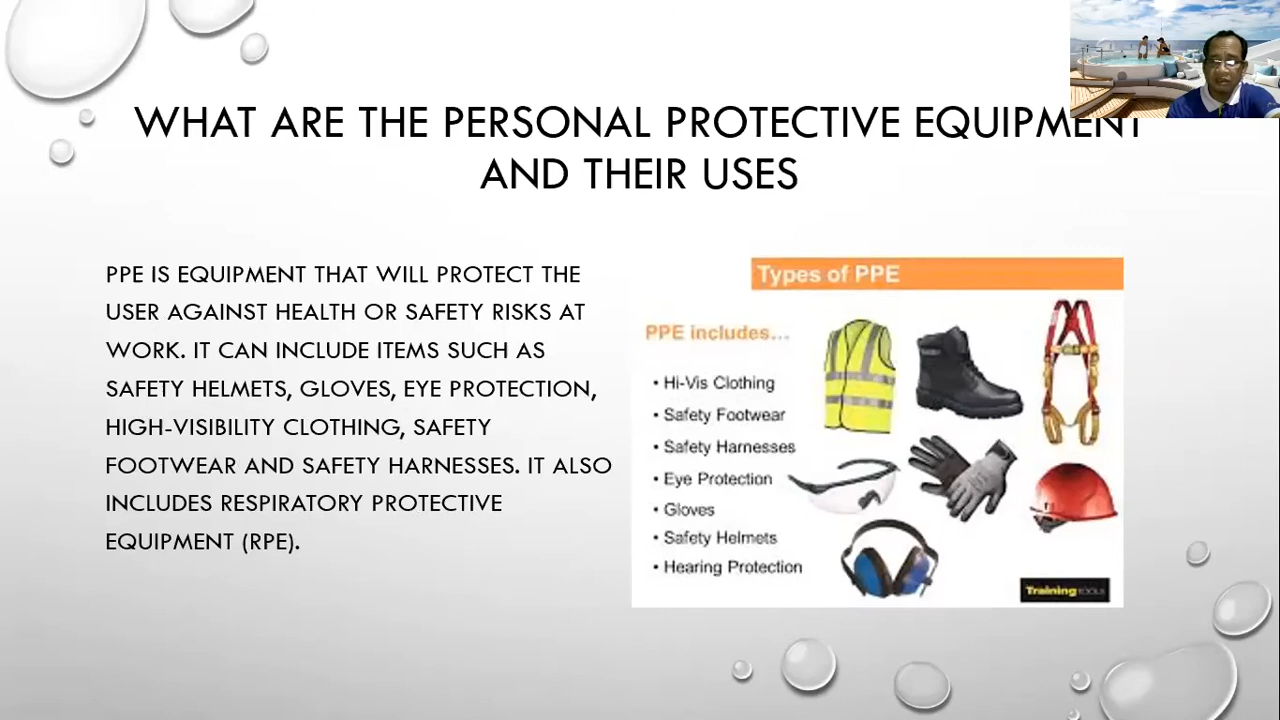 WHAT ARE THE PERSONAL PROTECTIVE EQUIPMENT
AND THEIR USES
PPE IS EQUIPMENT THAT WILL PROTECT THE
USER AGAINST HEALTH OR SAFETY RISKS AT
WORK. IT CAN INCLUDE ITEMS SUCH AS
SAFETY HELMETS, GLOVES, EYE PROTECTION,
HIGH-VISIBILITY CLOTHING, SAFETY
FOOTWEAR AND SAFETY HARNESSES. IT ALSO
INCLUDES RESPIRATORY PROTECTIVE
EQUIPMENT (RPE).
Types of PPE
PPE includes...
• Hi-Vis Clothing
• Safety Footwear
• Safety Harnesses
• Eye Protection
• Gloves
• Safety Helmets
• Hearing Protection
Training TOOLS